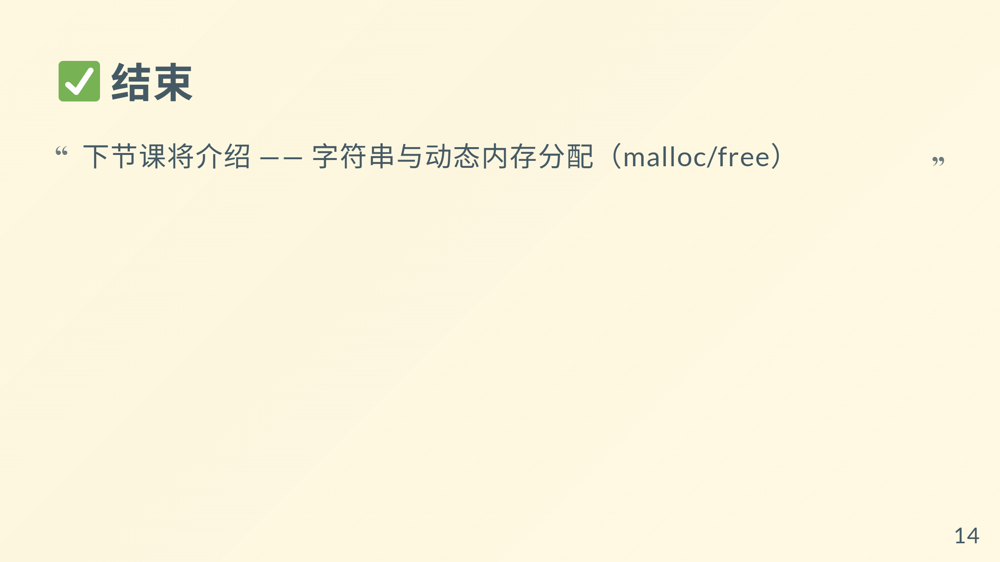 ✅ 结束
“ 下节课将介绍 —— 字符串与动态内存分配（malloc/free） ”
14